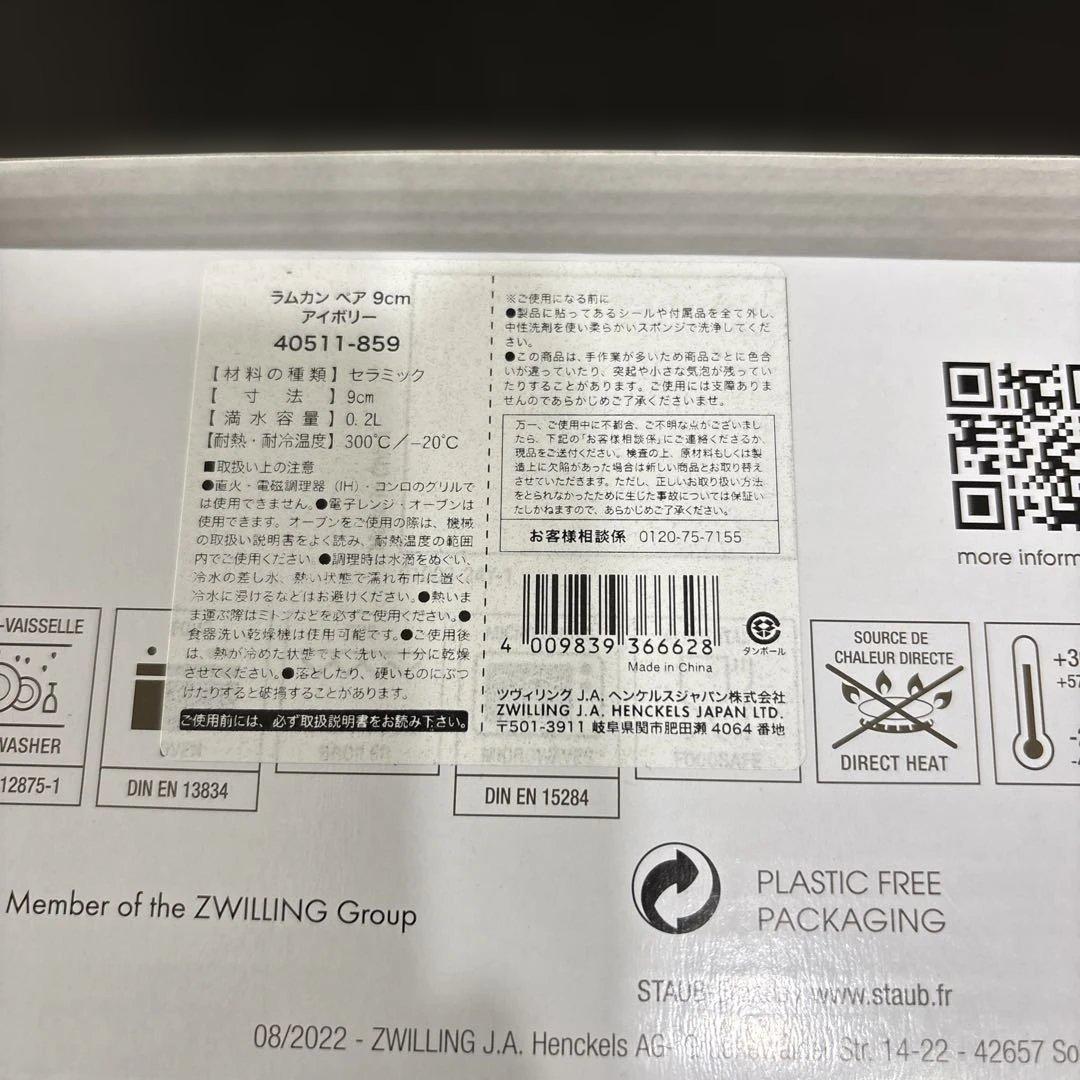 ラムカン ペア 9cm
アイボリー
40511-859
【材料の種類】セラミック
【寸法】9cm
【満水容量】0.2L
【耐熱・耐冷温度】300℃／−20℃
■取扱い上の注意
●直火・電磁調理器（IH）・コンロのグリルで
は使用できません。●電子レンジ・オーブンは
使用できます。オーブンをご使用の際は、機械
の取扱い説明書をよく読み、耐熱温度の範囲
内でご使用ください。●調理時は水滴をぬぐい、
冷水の差し水、熱い状態で濡れ布巾に置く、
冷水に浸けるなどはお避けください。●熱いま
ま運ぶ際はミトンなどを必ずご使用ください。●
食器洗い乾燥機は使用可能です。●ご使用後
は、熱が冷めた状態でよく洗い、十分に乾燥
させてください。●落としたり、硬いものにぶつ
けたりすると破損することがあります。
ご使用前には、必ず取扱説明書をお読み下さい。
※ご使用になる前に
●製品に貼ってあるシールや付属品を全て外し、
中性洗剤を使い柔らかいスポンジで洗浄してくだ
さい。
●この商品は、手作業が多いため商品ごとに色合
いが違っていたり、突起や小さな気泡が残ってい
たりすることがあります。ご使用には支障ありま
せんのであらかじめご了承くださいませ。
万一、ご使用中に不都合、ご不明な点がございまし
たら、下記の「お客様相談係」にご連絡くださるか、
現品をご送付ください。検査の上、原材料もしくは製
造上に欠陥があった場合は新しい商品とお取り替え
させていただきます。ただし、正しいお取り扱い方法
をとられなかったために生じた事故については保証い
たしかねますので、あらかじめご了承ください。
お客様相談係 0120-75-7155
4 009839 366628
Made in China
ダンボール
ツヴィリング J.A. ヘンケルスジャパン株式会社
ZWILLING J.A. HENCKELS JAPAN LTD.
〒501-3911 岐阜県関市肥田瀬 4064 番地
more inform
-VAISSELLE
WASHER
12875-1
DIN EN 13834
DIN EN 15284
SOURCE DE
CHALEUR DIRECTE
DIRECT HEAT
+57
Member of the ZWILLING Group
PLASTIC FREE
PACKAGING
STAUB www.staub.fr
08/2022 - ZWILLING J.A. Henckels AG- Str. 14-22 - 42657 So